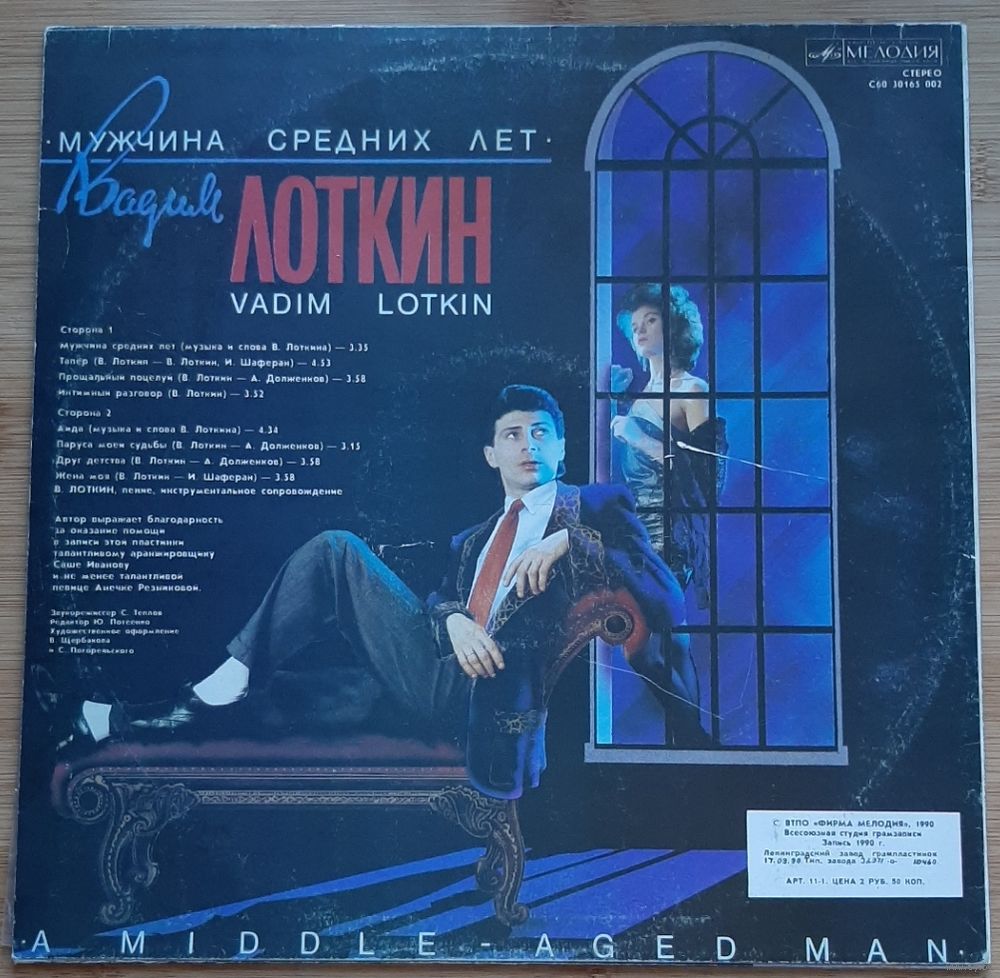 МЕЛОДИЯ
СТЕРЕО
С60 30165 002
·МУЖЧИНА СРЕДНИХ ЛЕТ·
Вадим
ЛОТКИН
VADIM LOTKIN
Сторона 1
Мужчина средних лет (музыка и слова В. Лоткина) — 3.35
Тапёр (В. Лоткин — В. Лоткин, И. Шаферан) — 4.53
Прощальный поцелуй (В. Лоткин — А. Долженков) — 3.58
Интимный разговор (В. Лоткин) — 3.52
Сторона 2
Аида (музыка и слова В. Лоткина) — 4.34
Паруса моей судьбы (В. Лоткин — А. Долженков) — 3.15
Друг детства (В. Лоткин — А. Долженков) — 3.58
Жена моя (В. Лоткин — И. Шаферан) — 3.58
В. ЛОТКИН, пение, инструментальное сопровождение
Автор выражает благодарность
за оказание помощи
в записи этой пластинки
талантливому аранжировщику
Саше Иванову
и не менее талантливой
певице Анечке Резниковой.
Звукорежиссер С. Теплов
Редактор Ю. Потеенко
Художественное оформление
В. Щербакова
и С. Погорельского
С ВТПО «ФИРМА МЕЛОДИЯ», 1990
Всесоюзная студия грамзаписи
Запись 1990 г.
Ленинградский завод грампластинок
17.09.90 Тип. завода о-
АРТ. 11-1. ЦЕНА 2 РУБ. 50 КОП.
·A MIDDLE-AGED MAN·